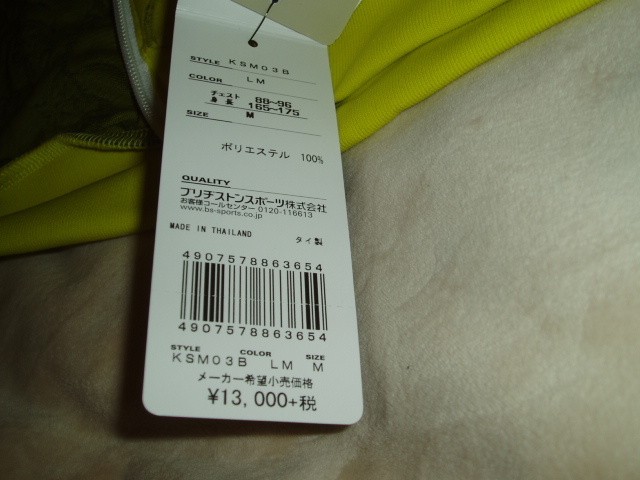 STYLE KSM03B
COLOR LM
チェスト 88~96
身 長 165~175
SIZE M
ポリエステル 100%
QUALITY
ブリヂストンスポーツ株式会社
お客様コールセンター 0120-116613
www.bs-sports.co.jp
MADE IN THAILAND タイ製
4907578863654
4907578863654
STYLE COLOR SIZE
KSM03B LM M
メーカー希望小売価格
¥13,000+税